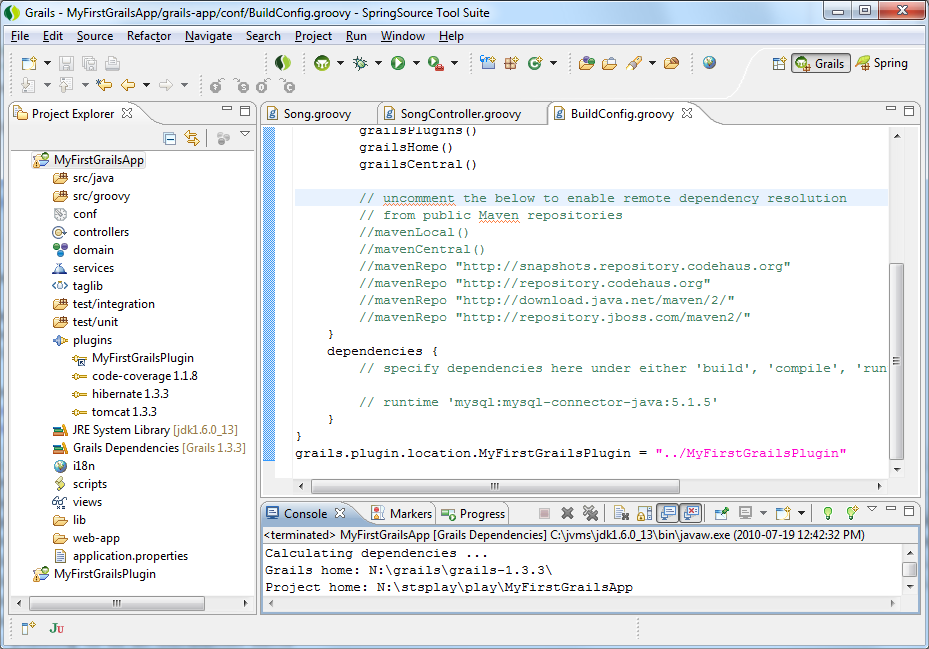 Grails - MyFirstGrailsApp/grails-app/conf/BuildConfig.groovy - SpringSource Tool Suite
File Edit Source Refactor Navigate Search Project Run Window Help
Grails Spring
Project Explorer
MyFirstGrailsApp
src/java
src/groovy
conf
controllers
domain
services
taglib
test/integration
test/unit
plugins
MyFirstGrailsPlugin
code-coverage 1.1.8
hibernate 1.3.3
tomcat 1.3.3
JRE System Library [jdk1.6.0_13]
Grails Dependencies [Grails 1.3.3]
i18n
scripts
views
lib
web-app
application.properties
MyFirstGrailsPlugin
Ju
Song.groovy SongController.groovy BuildConfig.groovy
grailsPlugins()
grailsHome()
grailsCentral()
// uncomment the below to enable remote dependency resolution
// from public Maven repositories
//mavenLocal()
//mavenCentral()
//mavenRepo "http://snapshots.repository.codehaus.org"
//mavenRepo "http://repository.codehaus.org"
//mavenRepo "http://download.java.net/maven/2/"
//mavenRepo "http://repository.jboss.com/maven2/"
}
dependencies {
// specify dependencies here under either 'build', 'compile', 'run
// runtime 'mysql:mysql-connector-java:5.1.5'
}
}
grails.plugin.location.MyFirstGrailsPlugin = "../MyFirstGrailsPlugin"
Console Markers Progress
<terminated> MyFirstGrailsApp [Grails Dependencies] C:\jvms\jdk1.6.0_13\bin\javaw.exe (2010-07-19 12:42:32 PM)
Calculating dependencies ...
Grails home: N:\grails\grails-1.3.3\
Project home: N:\stsplay\play\MyFirstGrailsApp